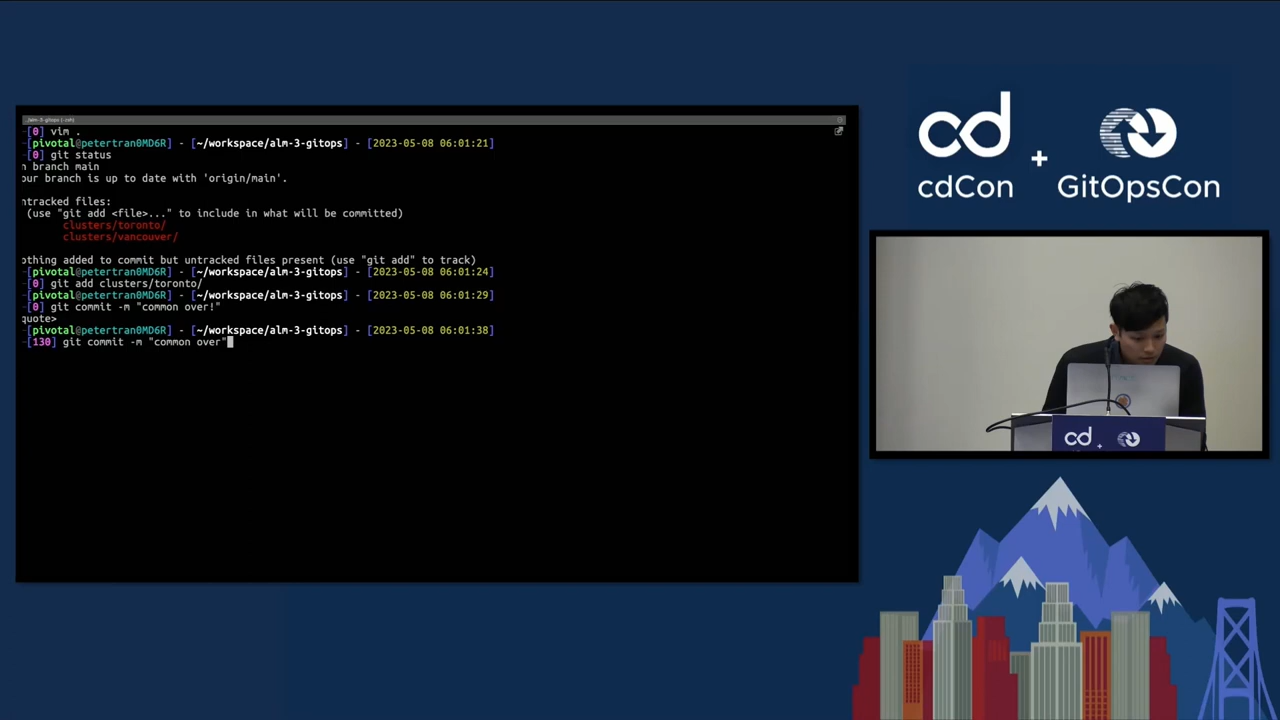 ../alm-3-gitops (-zsh)
-[0] vim .
-[pivotal@petertran0MD6R] - [~/workspace/alm-3-gitops] - [2023-05-08 06:01:21]
-[0] git status
n branch main
our branch is up to date with 'origin/main'.
ntracked files:
(use "git add <file>..." to include in what will be committed)
clusters/toronto/
clusters/vancouver/
othing added to commit but untracked files present (use "git add" to track)
-[pivotal@petertran0MD6R] - [~/workspace/alm-3-gitops] - [2023-05-08 06:01:24]
-[0] git add clusters/toronto/
-[pivotal@petertran0MD6R] - [~/workspace/alm-3-gitops] - [2023-05-08 06:01:29]
-[0] git commit -m "common over!"
quote>
-[pivotal@petertran0MD6R] - [~/workspace/alm-3-gitops] - [2023-05-08 06:01:38]
-[130] git commit -m "common over"
cd
cdCon
+
GitOpsCon
cd +